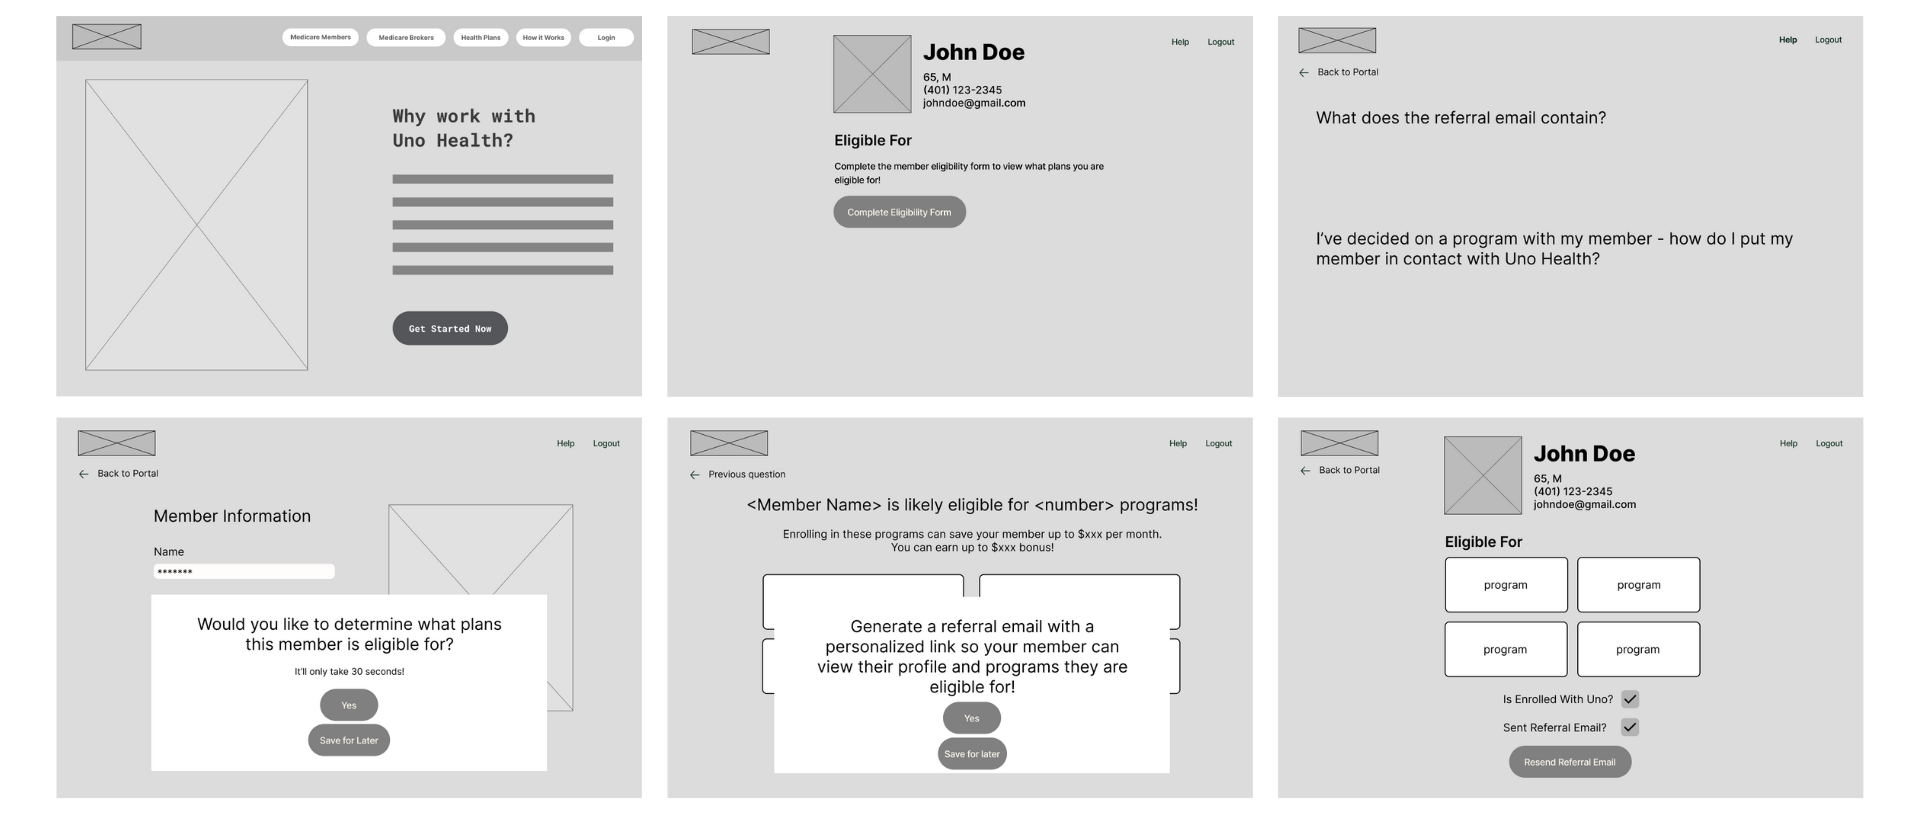 Medicare Members
Medicare Brokers
Health Plans
How it Works
Login
Why work with
Uno Health?
Get Started Now
John Doe
65, M
(401) 123-2345
johndoe@gmail.com
Help
Logout
Eligible For
Complete the member eligibility form to view what plans you are
eligible for!
Complete Eligibility Form
Help
Logout
Back to Portal
What does the referral email contain?
I've decided on a program with my member - how do I put my
member in contact with Uno Health?
Help
Logout
Back to Portal
Member Information
Name
*******
Would you like to determine what plans
this member is eligible for?
It'll only take 30 seconds!
Yes
Save for Later
Help
Logout
Previous question
<Member Name> is likely eligible for <number> programs!
Enrolling in these programs can save your member up to $xxx per month.
You can earn up to $xxx bonus!
Generate a referral email with a
personalized link so your member can
view their profile and programs they are
eligible for!
Yes
Save for later
Help
Logout
Back to Portal
John Doe
65, M
(401) 123-2345
johndoe@gmail.com
Eligible For
program
program
program
program
Is Enrolled With Uno?
Sent Referral Email?
Resend Referral Email